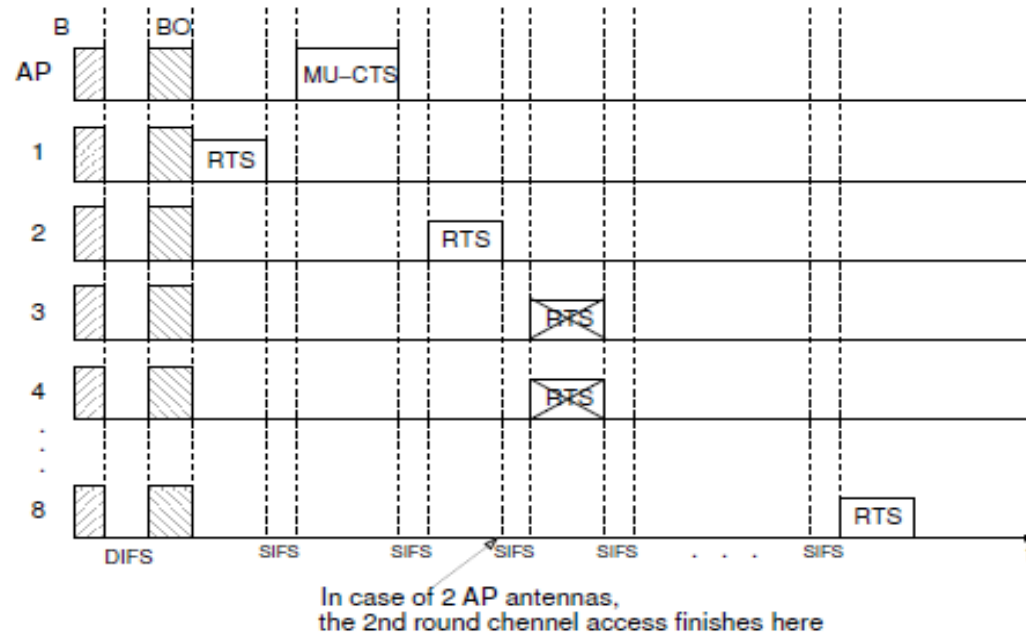 B BO
AP MU-CTS
1 RTS
2 RTS
3 RTS
4 RTS
. . .
8 RTS
DIFS SIFS SIFS SIFS SIFS . . . SIFS
In case of 2 AP antennas,
the 2nd round chennel access finishes here